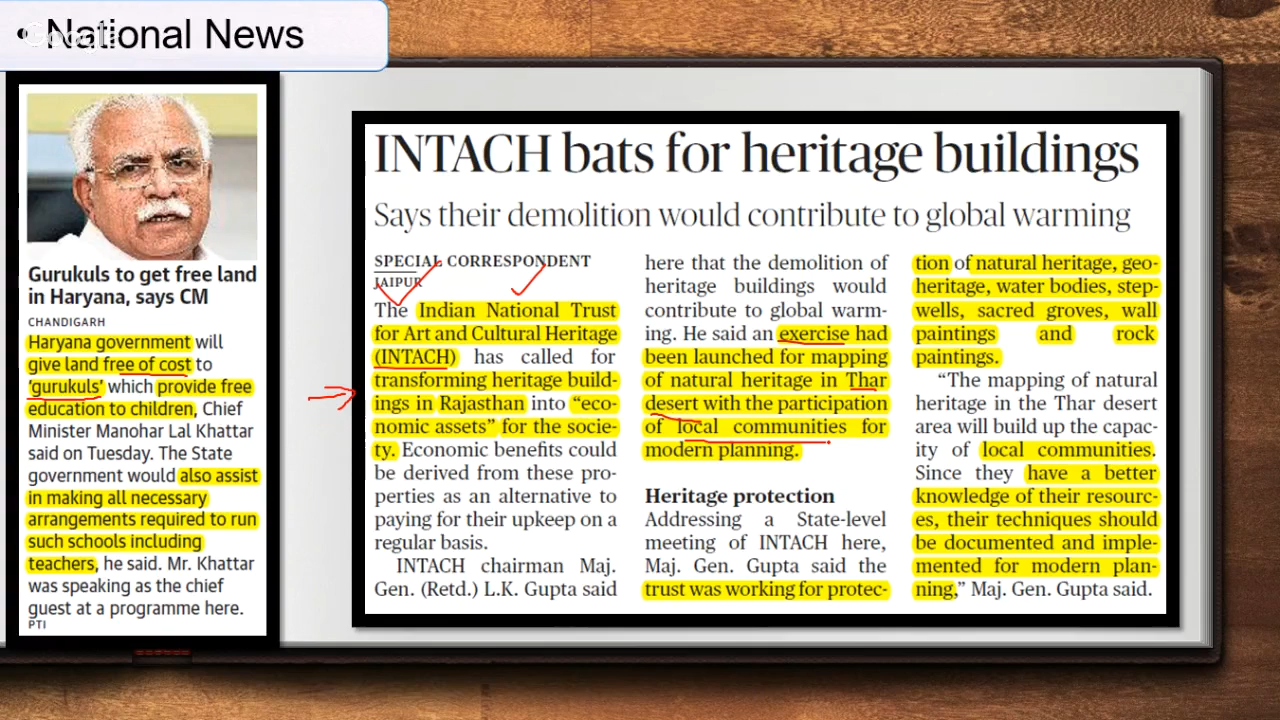 • National News
Google
Gurukuls to get free land
in Haryana, says CM
CHANDIGARH
Haryana government will
give land free of cost to
'gurukuls' which provide free
education to children, Chief
Minister Manohar Lal Khattar
said on Tuesday. The State
government would also assist
in making all necessary
arrangements required to run
such schools including
teachers, he said. Mr. Khattar
was speaking as the chief
guest at a programme here.
PTI
INTACH bats for heritage buildings
Says their demolition would contribute to global warming
SPECIAL CORRESPONDENT
JAIPUR
The Indian National Trust
for Art and Cultural Heritage
(INTACH) has called for
transforming heritage build-
ings in Rajasthan into “eco-
nomic assets” for the socie-
ty. Economic benefits could
be derived from these pro-
perties as an alternative to
paying for their upkeep on a
regular basis.
INTACH chairman Maj.
Gen. (Retd.) L.K. Gupta said
here that the demolition of
heritage buildings would
contribute to global warm-
ing. He said an exercise had
been launched for mapping
of natural heritage in Thar
desert with the participation
of local communities for
modern planning.
Heritage protection
Addressing a State-level
meeting of INTACH here,
Maj. Gen. Gupta said the
trust was working for protec-
tion of natural heritage, geo-
heritage, water bodies, step-
wells, sacred groves, wall
paintings and rock
paintings.
“The mapping of natural
heritage in the Thar desert
area will build up the capac-
ity of local communities.
Since they have a better
knowledge of their resourc-
es, their techniques should
be documented and imple-
mented for modern plan-
ning,” Maj. Gen. Gupta said.